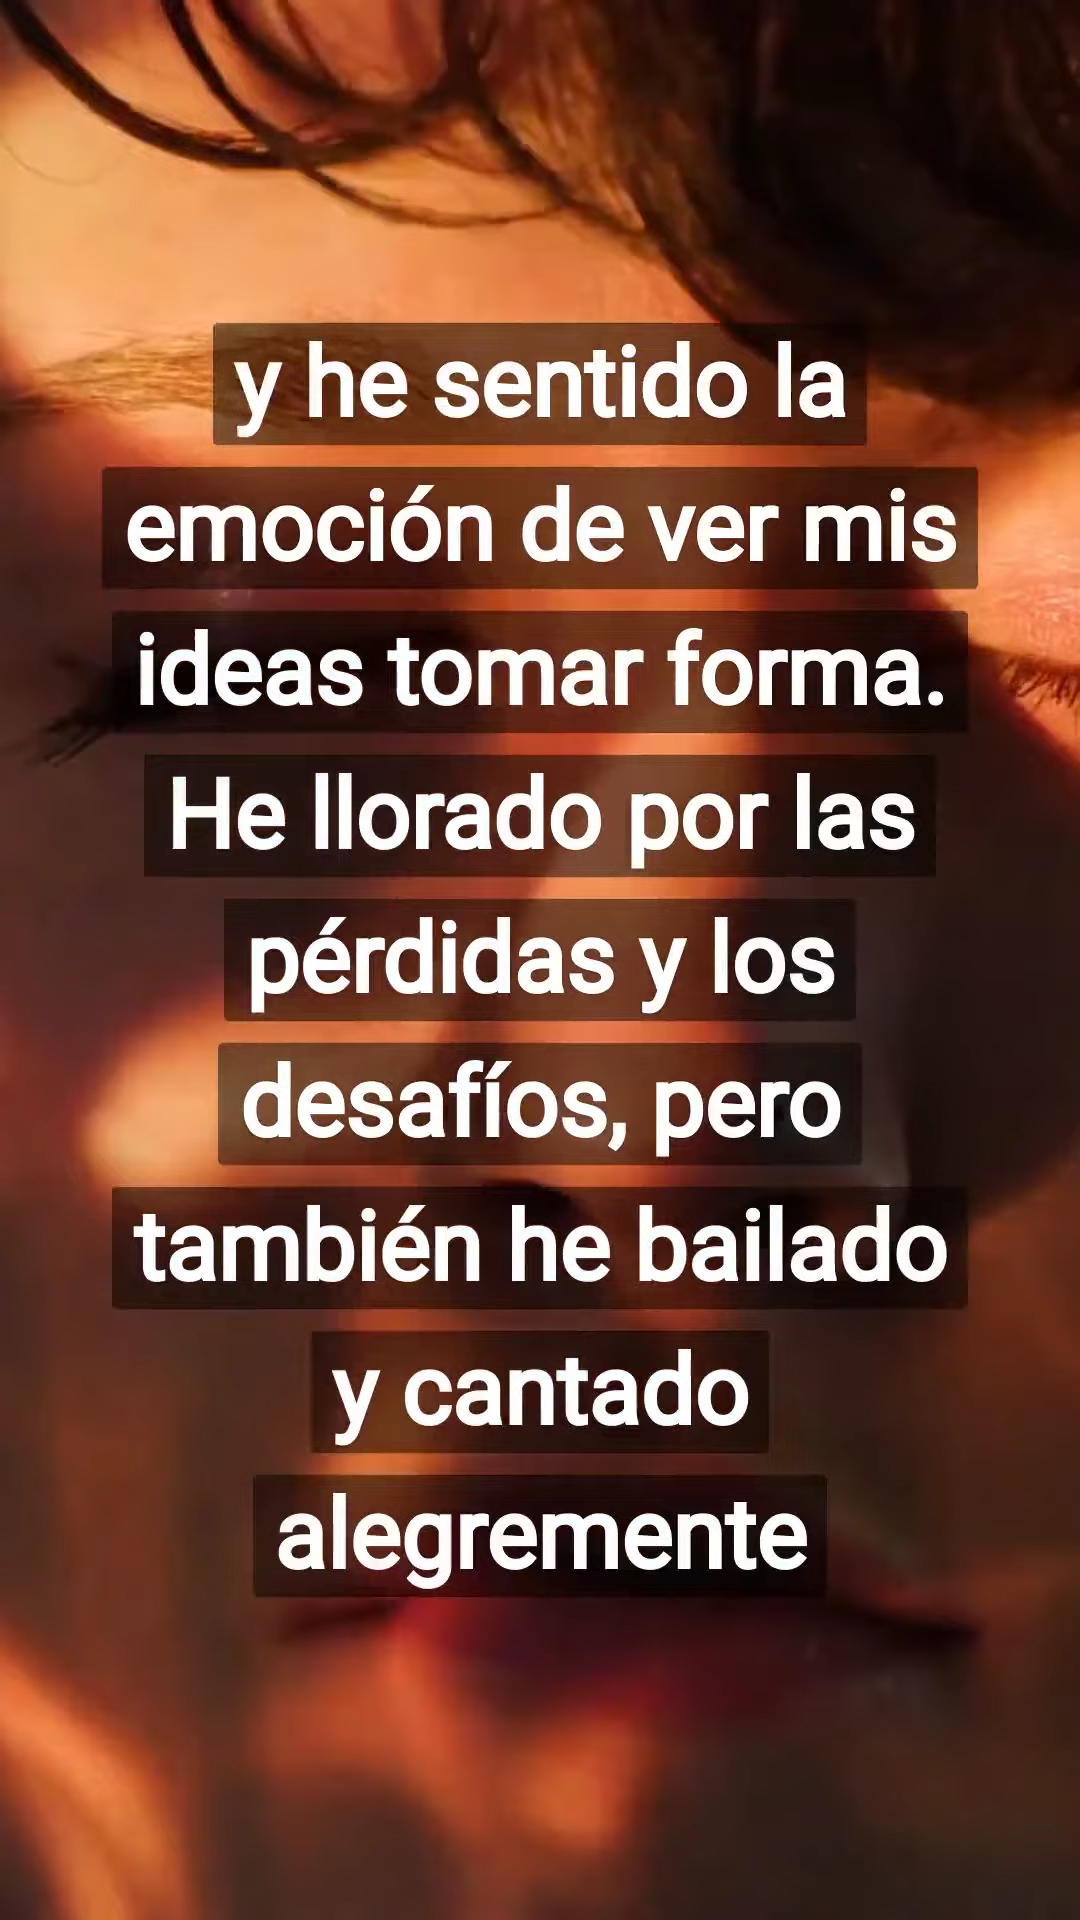 y he sentido la
emoción de ver mis
ideas tomar forma.
He llorado por las
pérdidas y los
desafíos, pero
también he bailado
y cantado
alegremente